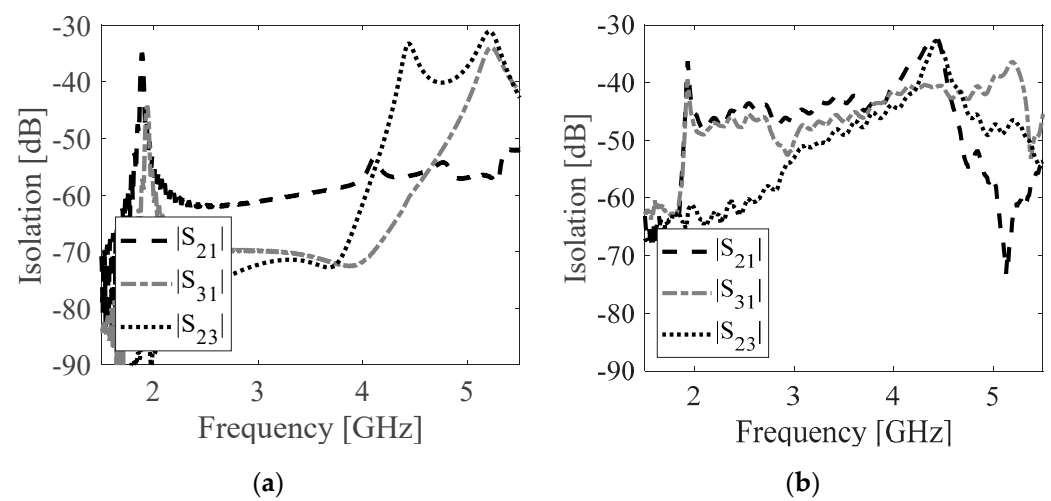 -30
-40
-50
-60
-70
-80
-90
Isolation [dB]
|S21|
|S31|
|S23|
2 3 4 5
Frequency [GHz]
(a)
-30
-40
-50
-60
-70
-80
-90
Isolation [dB]
|S21|
|S31|
|S23|
2 3 4 5
Frequency [GHz]
(b)